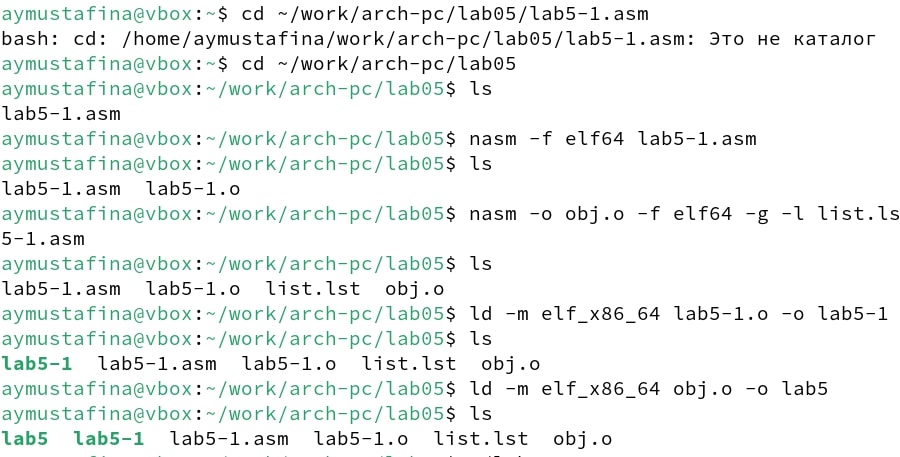 aymustafina@vbox:~$ cd ~/work/arch-pc/lab05/lab5-1.asm
bash: cd: /home/aymustafina/work/arch-pc/lab05/lab5-1.asm: Это не каталог
aymustafina@vbox:~$ cd ~/work/arch-pc/lab05
aymustafina@vbox:~/work/arch-pc/lab05$ ls
lab5-1.asm
aymustafina@vbox:~/work/arch-pc/lab05$ nasm -f elf64 lab5-1.asm
aymustafina@vbox:~/work/arch-pc/lab05$ ls
lab5-1.asm  lab5-1.o
aymustafina@vbox:~/work/arch-pc/lab05$ nasm -o obj.o -f elf64 -g -l list.ls
5-1.asm
aymustafina@vbox:~/work/arch-pc/lab05$ ls
lab5-1.asm  lab5-1.o  list.lst  obj.o
aymustafina@vbox:~/work/arch-pc/lab05$ ld -m elf_x86_64 lab5-1.o -o lab5-1
aymustafina@vbox:~/work/arch-pc/lab05$ ls
lab5-1  lab5-1.asm  lab5-1.o  list.lst  obj.o
aymustafina@vbox:~/work/arch-pc/lab05$ ld -m elf_x86_64 obj.o -o lab5
aymustafina@vbox:~/work/arch-pc/lab05$ ls
lab5  lab5-1  lab5-1.asm  lab5-1.o  list.lst  obj.o